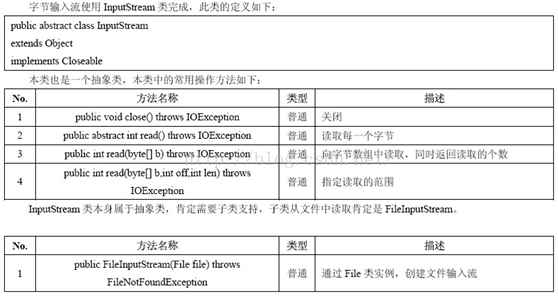 字节输入流使用 InputStream 类完成，此类的定义如下：
public abstract class InputStream
extends Object
implements Closeable
本类也是一个抽象类，本类中的常用操作方法如下：
No. 方法名称 类型 描述
1 public void close() throws IOException 普通 关闭
2 public abstract int read() throws IOException 普通 读取每一个字节
3 public int read(byte[] b) throws IOException 普通 向字节数组中读取，同时返回读取的个数
4 public int read(byte[] b,int off,int len) throws IOException 普通 指定读取的范围
InputStream 类本身属于抽象类，肯定需要子类支持，子类从文件中读取肯定是 FileInputStream。
No. 方法名称 类型 描述
1 public FileInputStream(File file) throws FileNotFoundException 普通 通过 File 类实例，创建文件输入流